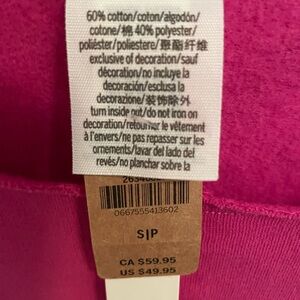 60% cotton/coton/algodón/
cotone/棉 40% polyester/
poliéster/poliestere/聚酯纤维
exclusive of decoration/sauf
décoration/no incluye la
decoración/esclusa la
decorazione/装饰除外
turn inside out/do not iron on
decoration/retourner le vêtement
à l'envers/ne pas repasser sur les
ornements/lavar del lado del
revés/no planchar sobre la
0667555413602
S|P
CA $59.95
US $49.95